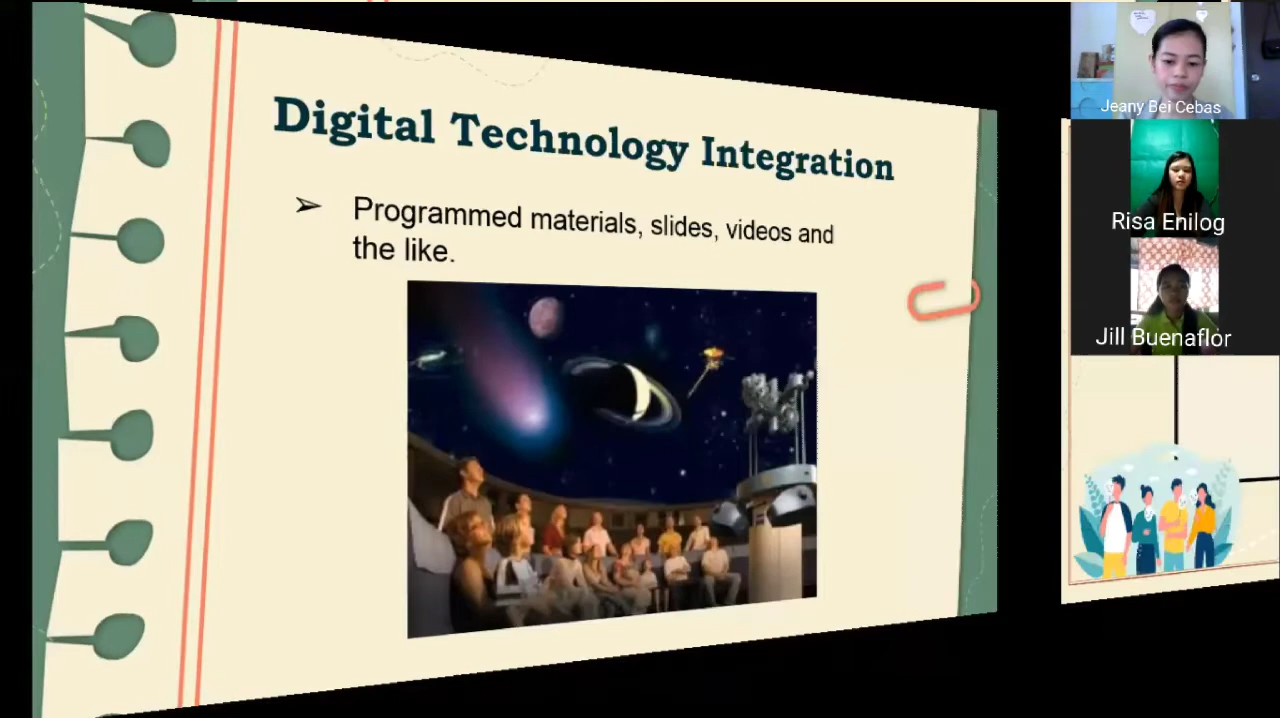 Digital Technology Integration
➢ Programmed materials, slides, videos and
the like.
Jeany Bei Cebas
Risa Enilog
Jill Buenaflor